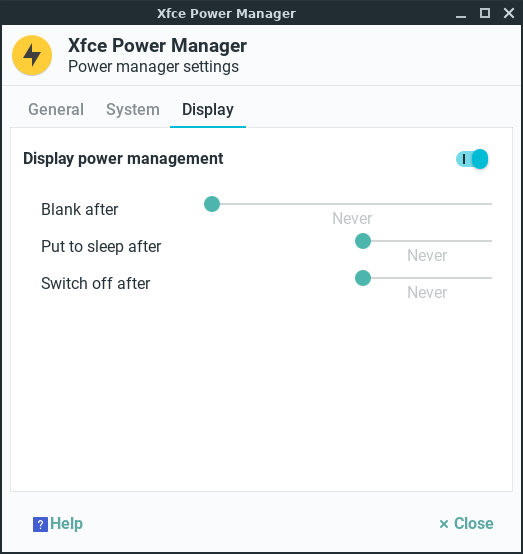 Xfce Power Manager
Xfce Power Manager
Power manager settings
General System Display
Display power management
Blank after
Never
Put to sleep after
Never
Switch off after
Never
? Help
× Close